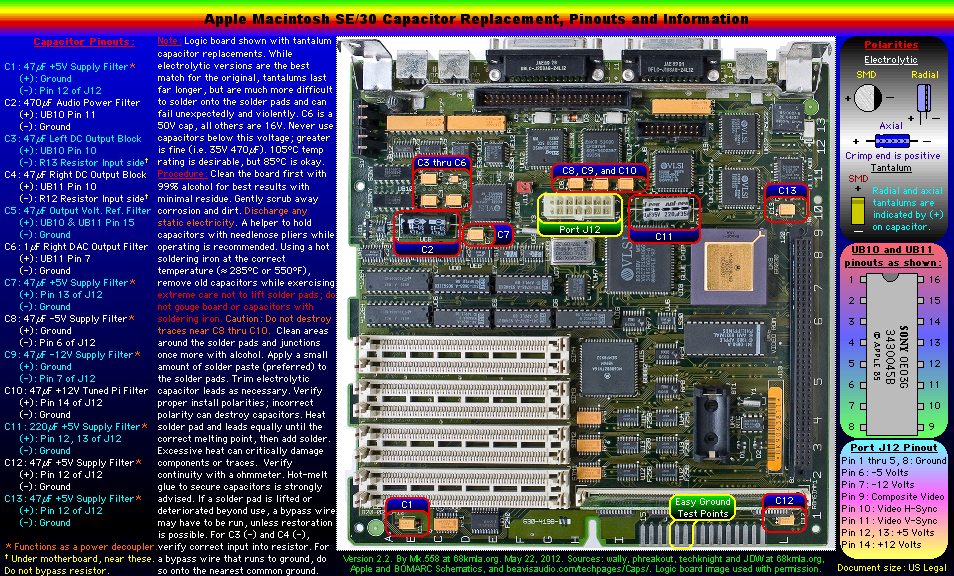 Apple Macintosh SE/30 Capacitor Replacement, Pinouts and Information
Capacitor Pinouts:
C1: 47µF +5V Supply Filter*
(+): Ground
(-): Pin 12 of J12
C2: 470µF Audio Power Filter
(+): UB10 Pin 11
(-): Ground
C3: 47µF Left DC Output Block
(+): UB10 Pin 10
(-): R13 Resistor Input side†
C4: 47µF Right DC Output Block
(+): UB11 Pin 10
(-): R12 Resistor Input side†
C5: 47µF Output Volt. Ref. Filter
(+): UB10 & UB11 Pin 15
(-): Ground
C6: 1µF Right DAC Output Filter
(+): UB11 Pin 7
(-): Ground
C7: 47µF +5V Supply Filter*
(+): Pin 13 of J12
(-): Ground
C8: 47µF -5V Supply Filter*
(+): Ground
(-): Pin 6 of J12
C9: 47µF -12V Supply Filter*
(+): Ground
(-): Pin 7 of J12
C10: 47µF +12V Tuned Pi Filter
(+): Pin 14 of J12
(-): Ground
C11: 220µF +5V Supply Filter*
(+): Pin 12, 13 of J12
(-): Ground
C12: 47µF +5V Supply Filter*
(+): Pin 12 of J12
(-): Ground
C13: 47µF +5V Supply Filter*
(+): Pin 12 of J12
(-): Ground
* Functions as a power decoupler.
† Under motherboard, near these.
Do not bypass resistor.
Note: Logic board shown with tantalum
capacitor replacements. While
electrolytic versions are the best
match for the original, tantalums last
far longer, but are much more difficult
to solder onto the solder pads and can
fail unexpectedly and violently. C6 is a
50V cap, all others are 16V. Never use
capacitors below this voltage; greater
is fine (i.e. 35V 470µF). 105°C temp
rating is desirable, but 85°C is okay.
Procedure: Clean the board first with
99% alcohol for best results with
minimal residue. Gently scrub away
corrosion and dirt. Discharge any
static electricity. A helper to hold
capacitors with needlenose pliers while
operating is recommended. Using a hot
soldering iron at the correct
temperature (≈ 285°C or 550°F),
remove old capacitors while exercising
extreme care not to lift solder pads; do
not gouge board or capacitors with
soldering iron. Caution: Do not destroy
traces near C8 thru C10. Clean areas
around the solder pads and junctions
once more with alcohol. Apply a small
amount of solder paste (preferred) to
the solder pads. Trim electrolytic
capacitor leads as necessary. Verify
proper install polarities; incorrect
polarity can destroy capacitors. Heat
solder pad and leads equally until the
correct melting point, then add solder.
Excessive heat can critically damage
components or traces. Verify
continuity with a ohmmeter. Hot-melt
glue to secure capacitors is strongly
advised. If a solder pad is lifted or
deteriorated beyond use, a bypass wire
may have to be run, unless restoration
is possible. For C3 (-) and C4 (-),
verify correct input into resistor. For
a bypass wire that runs to ground, do
so onto the nearest common ground.
C3 thru C6
C8, C9, and C10
C13
C2
C7
Port J12
C11
C1
Easy Ground
Test Points
C12
VLSI
630-4198
13
12
11
10
9
8
7
6
5
4
3
2
1
Version 2.2. By Mk.558 at 68kmla.org. May 22, 2012. Sources: wally, phreakout, techknight and JDW at 68kmla.org,
Apple and BOMARC Schematics, and beavisaudio.com/techpages/Caps/. Logic board image used with permission.
Polarities
Electrolytic
SMD Radial
+ -
+ -
Axial
- +
Crimp end is positive
Tantalum
SMD
+
-
Radial and axial
tantalums are
indicated by (+)
on capacitor.
UB10 and UB11
pinouts as shown:
1 16
2 15
3 14
4 13
5 12
6 11
7 10
8 9
SONY 0E03G
343S0045B
© APPLE 85
Port J12 Pinout
Pin 1 thru 5, 8: Ground
Pin 6: -5 Volts
Pin 7: -12 Volts
Pin 9: Composite Video
Pin 10: Video H-Sync
Pin 11: Video V-Sync
Pin 12, 13: +5 Volts
Pin 14: +12 Volts
Document size: US Legal